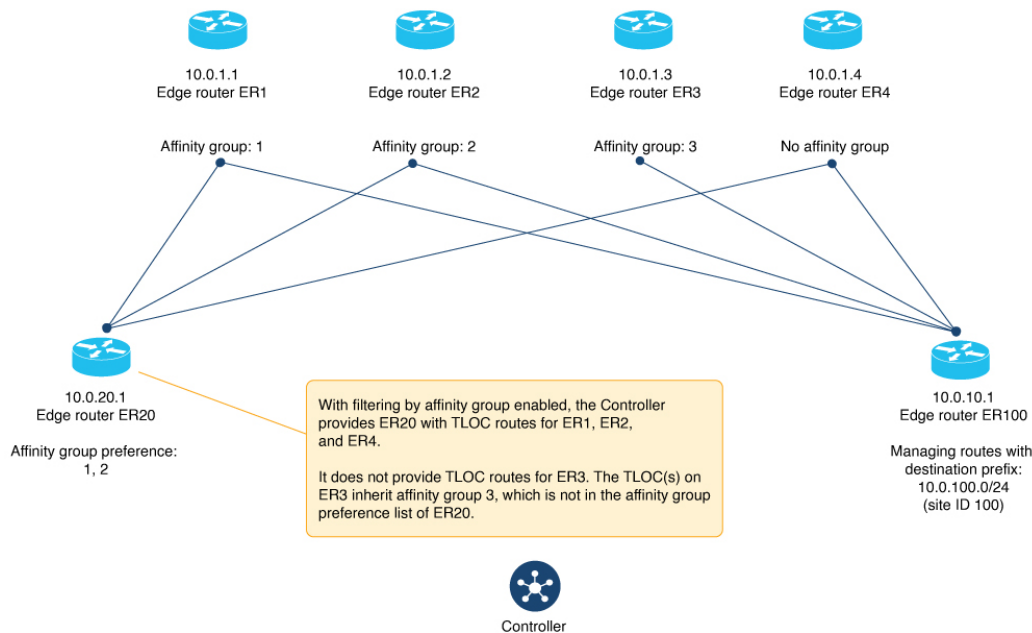 10.0.1.1
Edge router ER1
10.0.1.2
Edge router ER2
10.0.1.3
Edge router ER3
10.0.1.4
Edge router ER4
Affinity group: 1
Affinity group: 2
Affinity group: 3
No affinity group
10.0.20.1
Edge router ER20
Affinity group preference:
1, 2
With filtering by affinity group enabled, the Controller
provides ER20 with TLOC routes for ER1, ER2,
and ER4.
It does not provide TLOC routes for ER3. The TLOC(s) on
ER3 inherit affinity group 3, which is not in the affinity group
preference list of ER20.
10.0.10.1
Edge router ER100
Managing routes with
destination prefix:
10.0.100.0/24
(site ID 100)
Controller